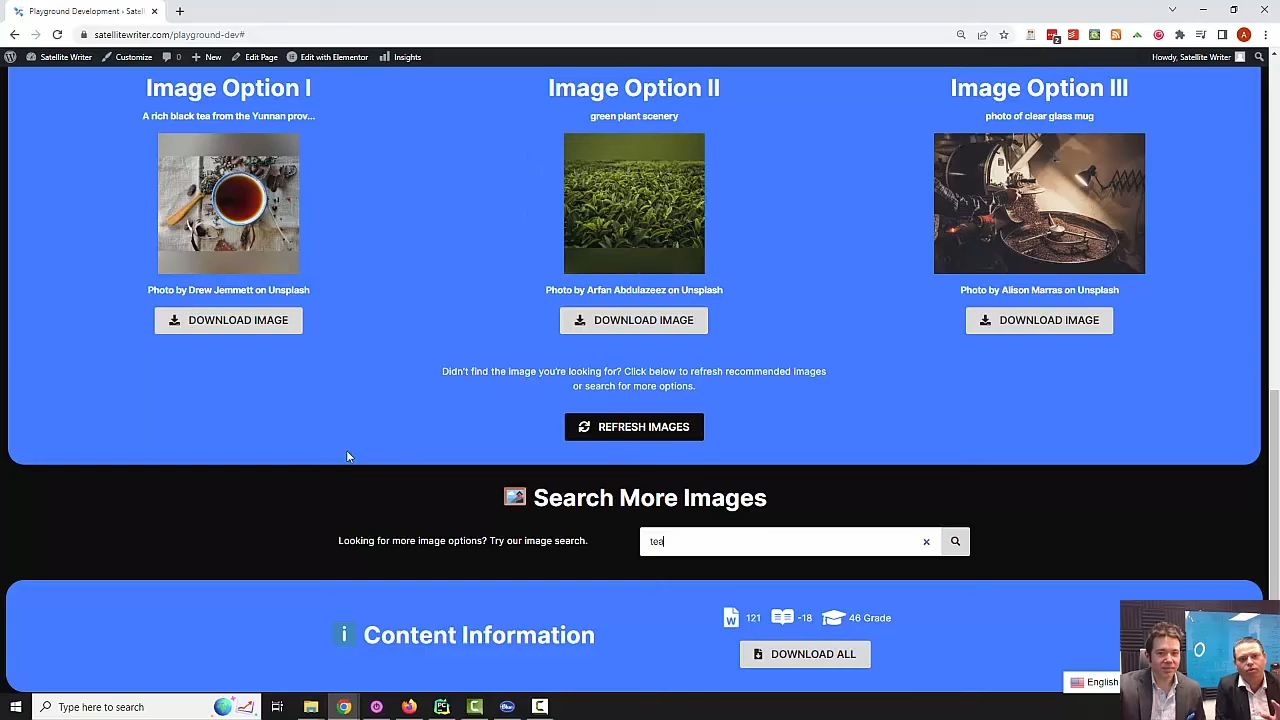 Playground Development - Satelli
satellitewriter.com/playground-dev#
2
A
Satellite Writer
Customize
0
New
Edit Page
Edit with Elementor
Insights
Howdy, Satellite Writer
Image Option I
Image Option II
Image Option III
A rich black tea from the Yunnan prov...
green plant scenery
photo of clear glass mug
Photo by Drew Jemmett on Unsplash
Photo by Arfan Abdulazeez on Unsplash
Photo by Alison Marras on Unsplash
DOWNLOAD IMAGE
DOWNLOAD IMAGE
DOWNLOAD IMAGE
Didn't find the image you're looking for? Click below to refresh recommended images
or search for more options.
REFRESH IMAGES
Search More Images
Looking for more image options? Try our image search.
tea
Content Information
121
-18
46 Grade
DOWNLOAD ALL
English
Type here to search